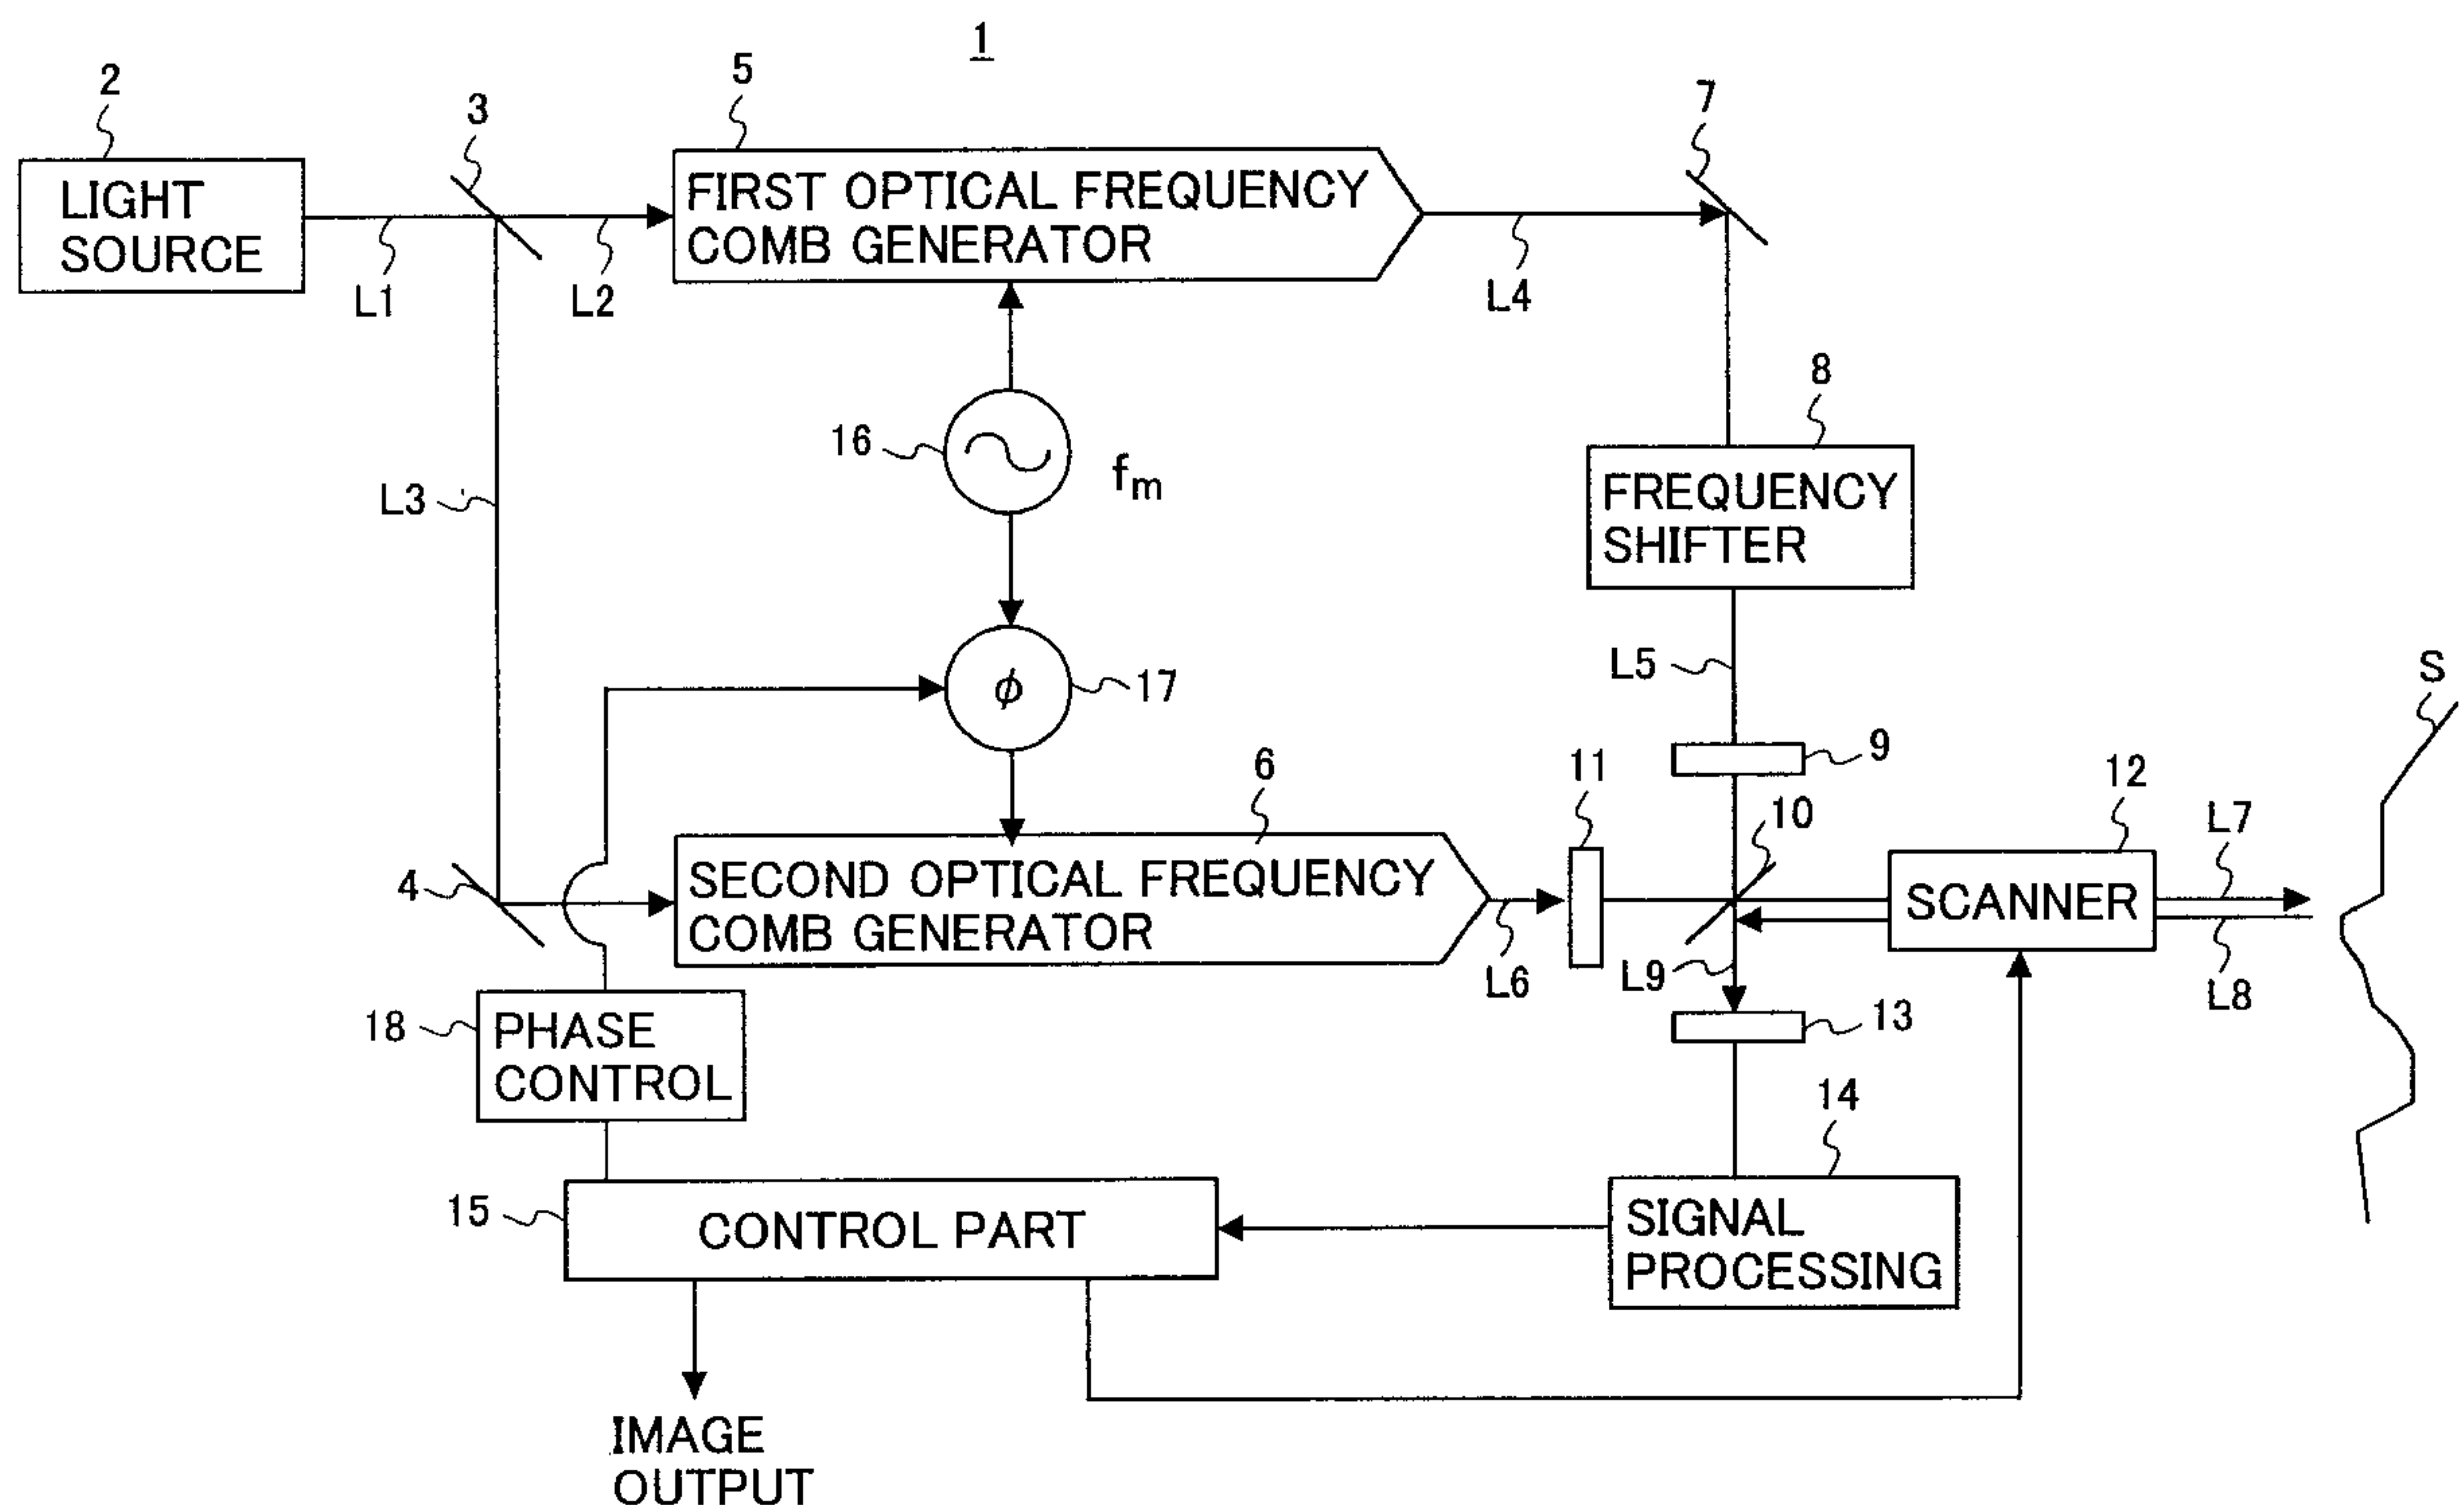 1
2
3
5
7
LIGHT
SOURCE
FIRST OPTICAL FREQUENCY
COMB GENERATOR
L1
L2
L4
8
16
fm
FREQUENCY
SHIFTER
L3
L5
S
φ
17
9
6
11
12
10
L7
4
SECOND OPTICAL FREQUENCY
COMB GENERATOR
SCANNER
L6
L9
L8
18
PHASE
CONTROL
13
14
15
CONTROL PART
SIGNAL
PROCESSING
IMAGE
OUTPUT